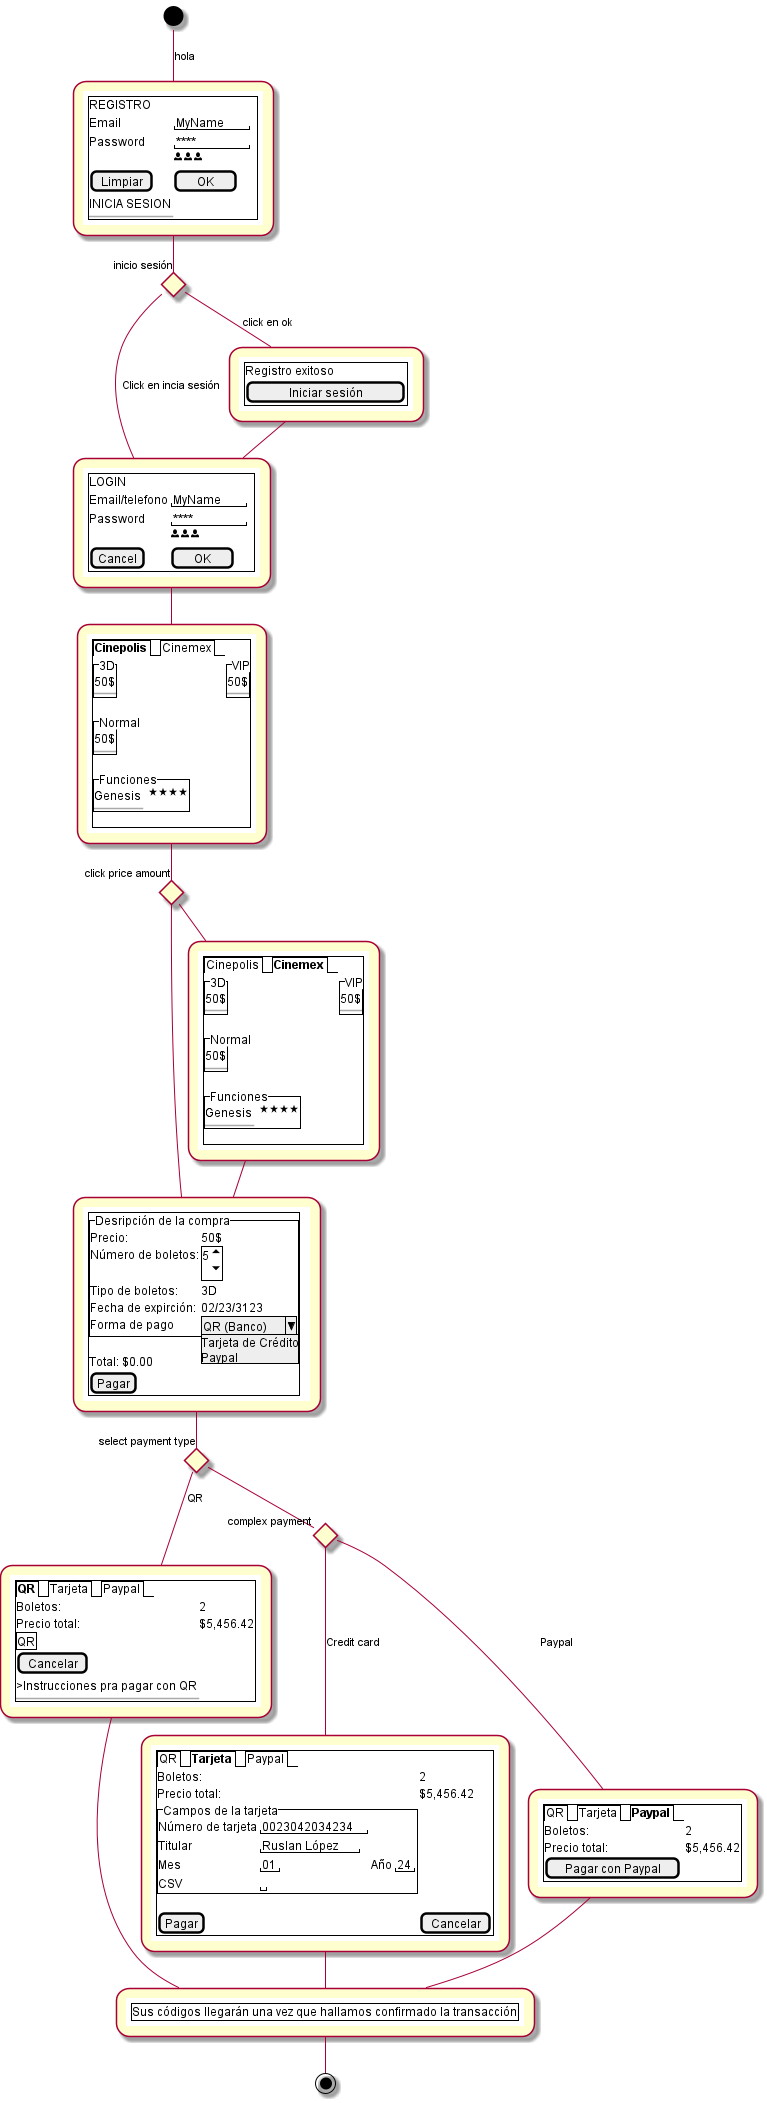 hola
REGISTRO
Email MyName
Password ****
Limpiar OK
INICIA SESION
inicio sesión
click en ok
Registro exitoso
Iniciar sesión
Click en incia sesión
LOGIN
Email/telefono MyName
Password ****
Cancel OK
Cinepolis Cinemex
3D VIP
50$ 50$
Normal
50$
Funciones
Genesis ★★★★
click price amount
Cinepolis Cinemex
3D VIP
50$ 50$
Normal
50$
Funciones
Genesis ★★★★
Desripción de la compra
Precio: 50$
Número de boletos: 5
Tipo de boletos: 3D
Fecha de expirción: 02/23/3123
Forma de pago QR (Banco)
Tarjeta de Crédito
Paypal
Total: $0.00
Pagar
select payment type
QR
complex payment
QR Tarjeta Paypal
Boletos: 2
Precio total: $5,456.42
QR
Cancelar
>Instrucciones pra pagar con QR
Credit card
Paypal
QR Tarjeta Paypal
Boletos: 2
Precio total: $5,456.42
Campos de la tarjeta
Número de tarjeta 0023042034234
Titular Ruslan López
Mes 01 Año 24
CSV
Pagar Cancelar
QR Tarjeta Paypal
Boletos: 2
Precio total: $5,456.42
Pagar con Paypal
Sus códigos llegarán una vez que hallamos confirmado la transacción